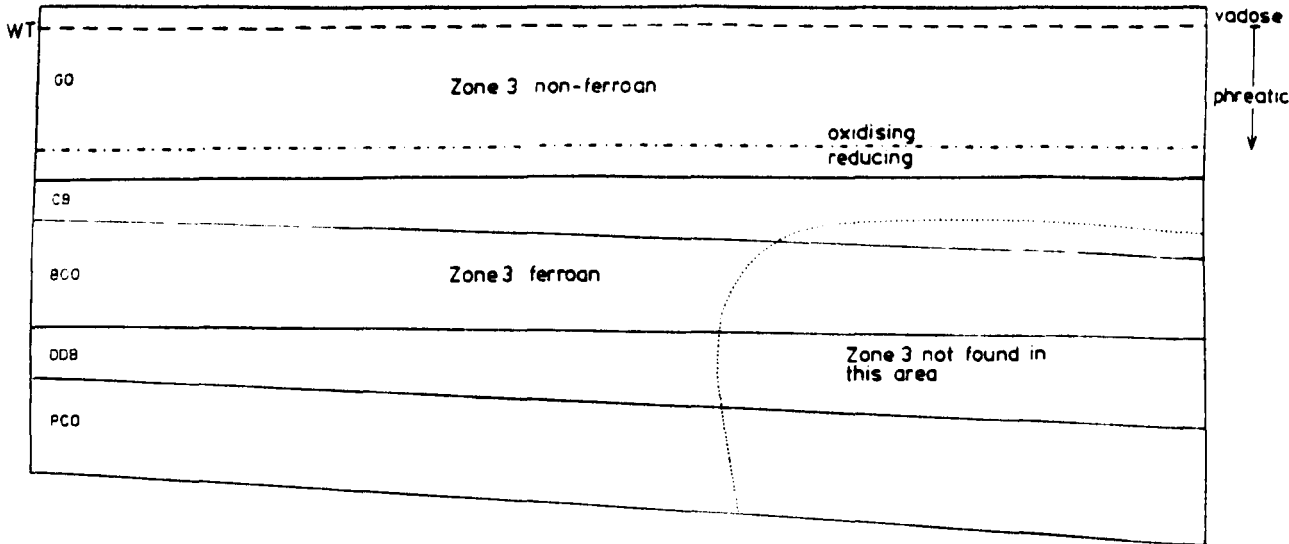 vadose
WT
GO
Zone 3 non-ferroan
phreatic
oxidising
reducing
CB
BCO
Zone 3 ferroan
DDB
Zone 3 not found in
this area
PCO